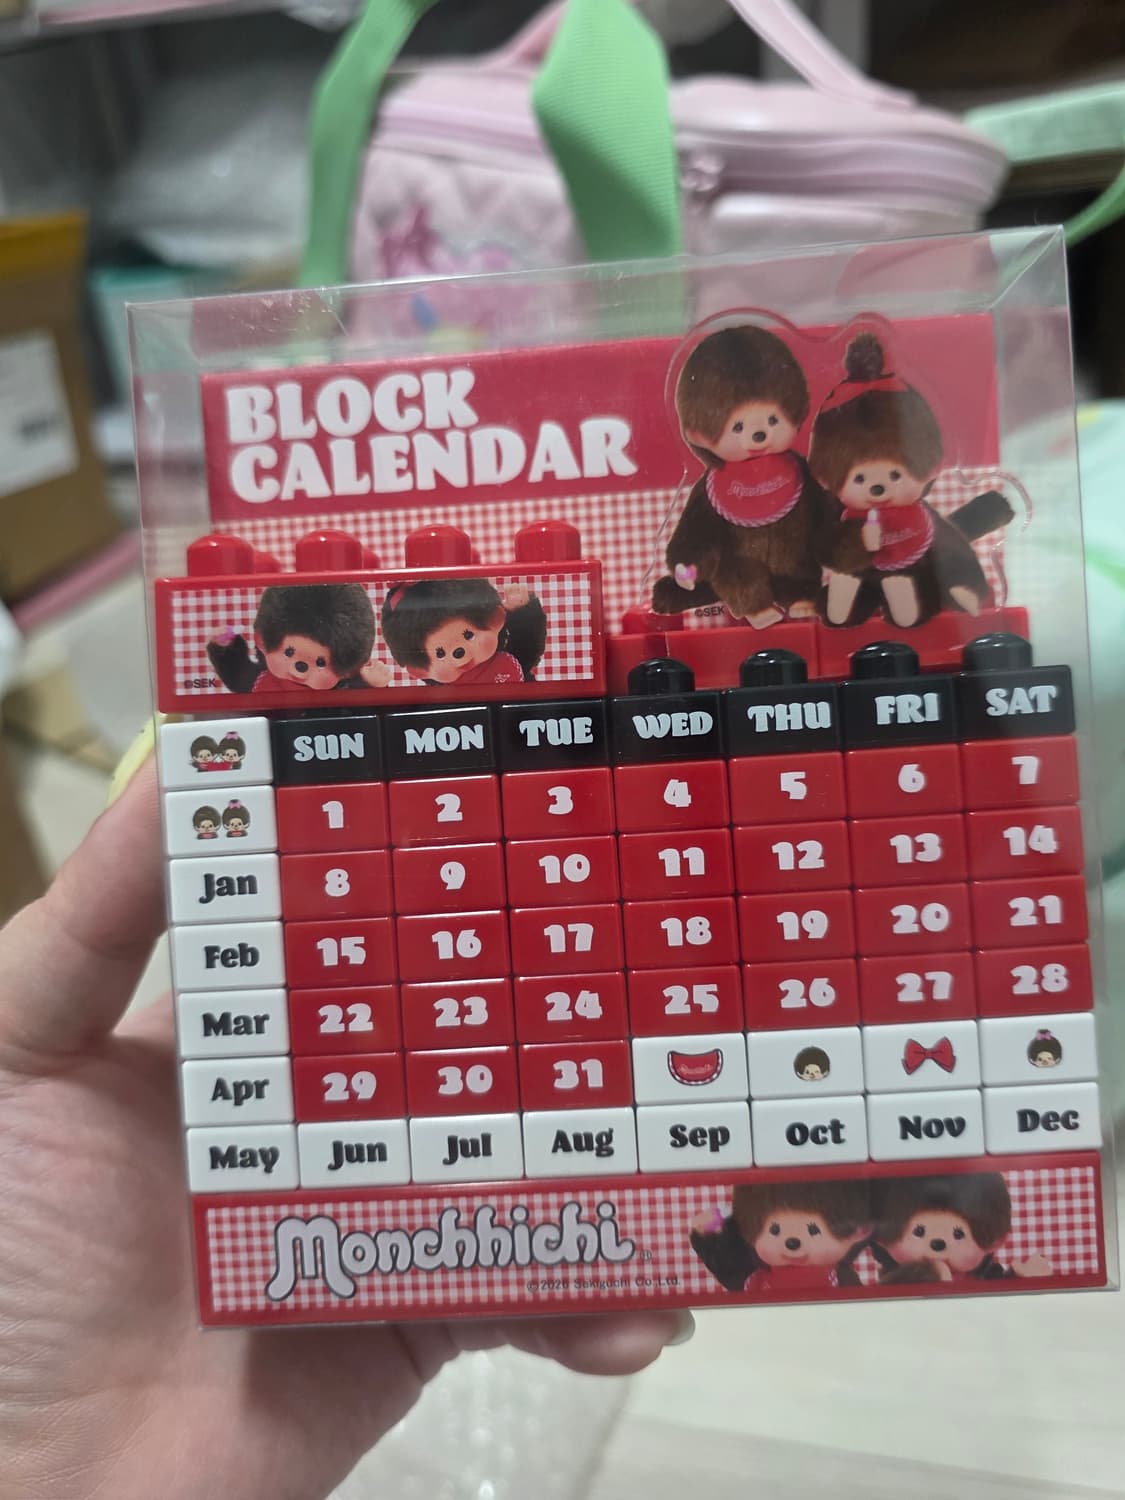 BLOCK
CALENDAR
Monchhichi
©SEK
©SEK
SUN MON TUE WED THU FRI SAT
1 2 3 4 5 6 7
Jan 8 9 10 11 12 13 14
Feb 15 16 17 18 19 20 21
Mar 22 23 24 25 26 27 28
Apr 29 30 31
May Jun Jul Aug Sep Oct Nov Dec
Monchhichi®
©2026 Sekiguchi Co.,Ltd.